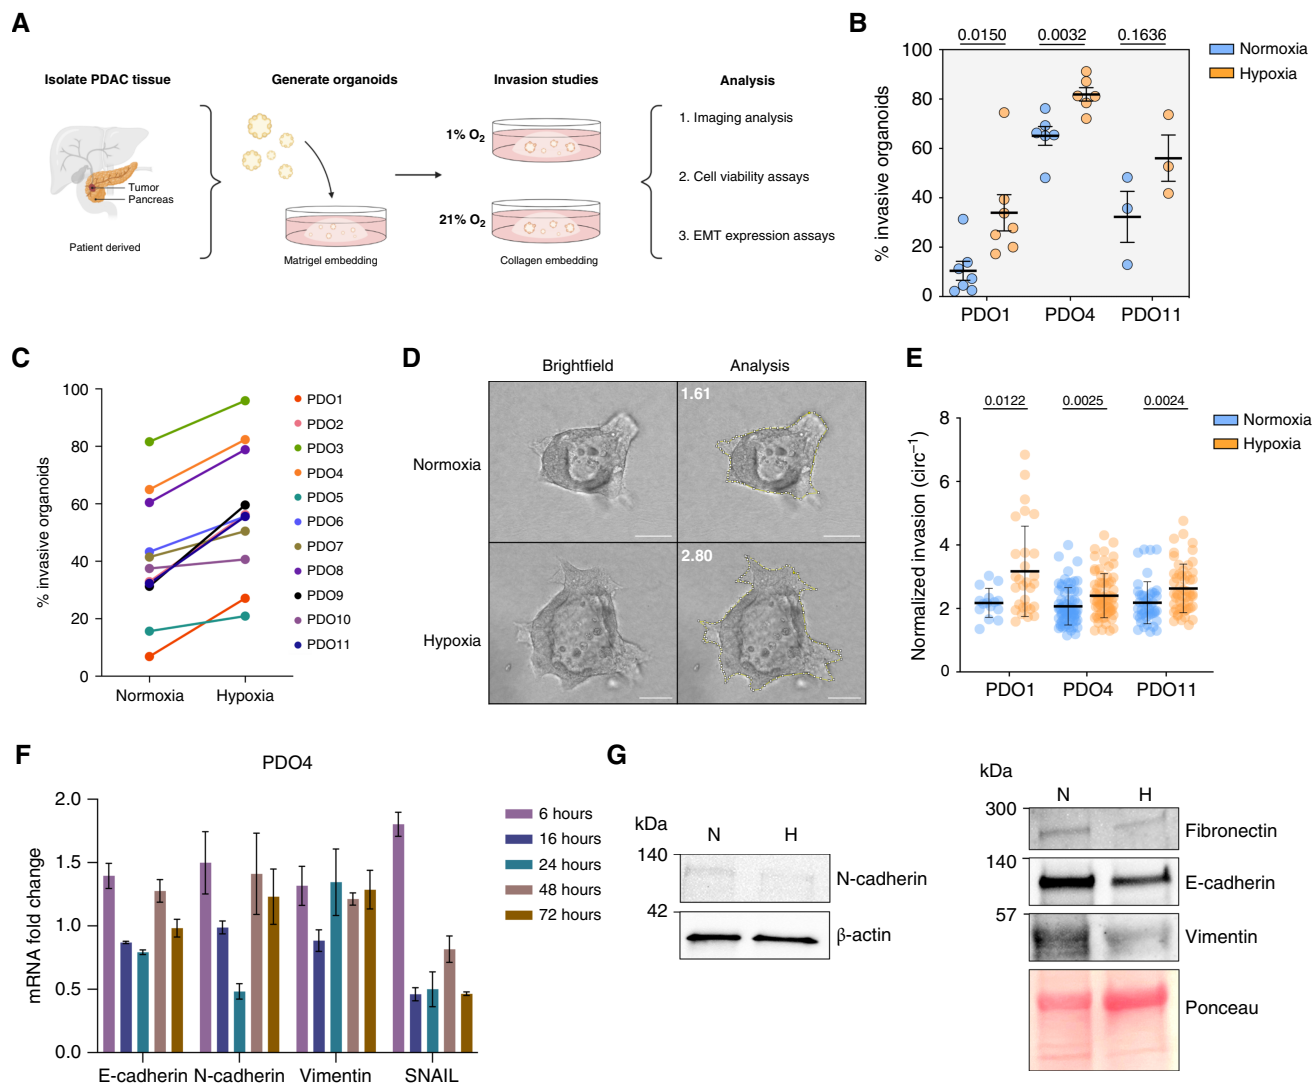 A
Isolate PDAC tissue
Generate organoids
Invasion studies
Analysis
Tumor
Pancreas
Patient derived
Matrigel embedding
1% O₂
21% O₂
Collagen embedding
1. Imaging analysis
2. Cell viability assays
3. EMT expression assays
B
0.0150 0.0032 0.1636
Normoxia
Hypoxia
% invasive organoids
100
80
60
40
20
0
PDO1 PDO4 PDO11
C
% invasive organoids
100
80
60
40
20
0
Normoxia Hypoxia
PDO1
PDO2
PDO3
PDO4
PDO5
PDO6
PDO7
PDO8
PDO9
PDO10
PDO11
D
Brightfield Analysis
Normoxia
1.61
Hypoxia
2.80
E
0.0122 0.0025 0.0024
Normoxia
Hypoxia
Normalized invasion (circ⁻¹)
8
6
4
2
0
PDO1 PDO4 PDO11
F
PDO4
mRNA fold change
2.0
1.5
1.0
0.5
0.0
E-cadherin N-cadherin Vimentin SNAIL
6 hours
16 hours
24 hours
48 hours
72 hours
G
kDa
N H
140
N-cadherin
42
β-actin
kDa
N H
300
Fibronectin
140
E-cadherin
57
Vimentin
Ponceau